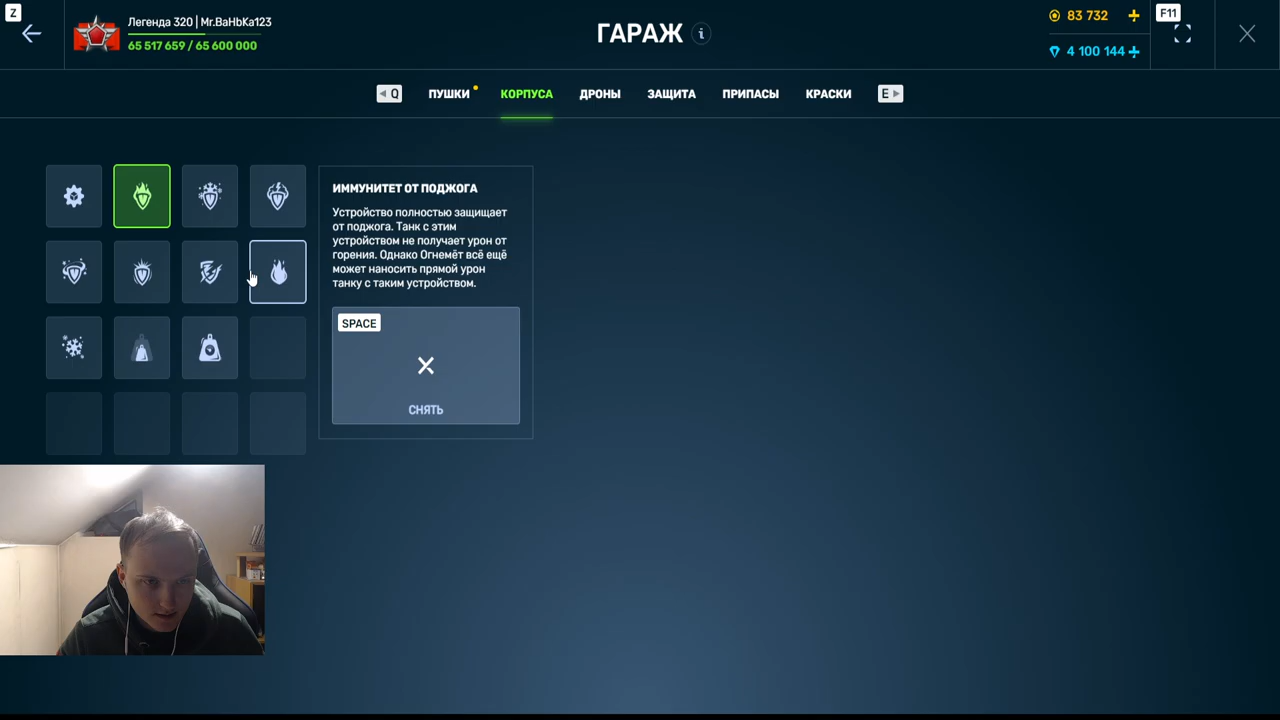 Z
Легенда 320 | Mr.BaHbKa123
65 517 659 / 65 600 000
ГАРАЖ i
83 732 +
4 100 144 +
F11
Q ПУШКИ КОРПУСА ДРОНЫ ЗАЩИТА ПРИПАСЫ КРАСКИ E
ИММУНИТЕТ ОТ ПОДЖОГА
Устройство полностью защищает
от поджога. Танк с этим
устройством не получает урон от
горения. Однако Огнемёт всё ещё
может наносить прямой урон
танку с таким устройством.
SPACE
СНЯТЬ